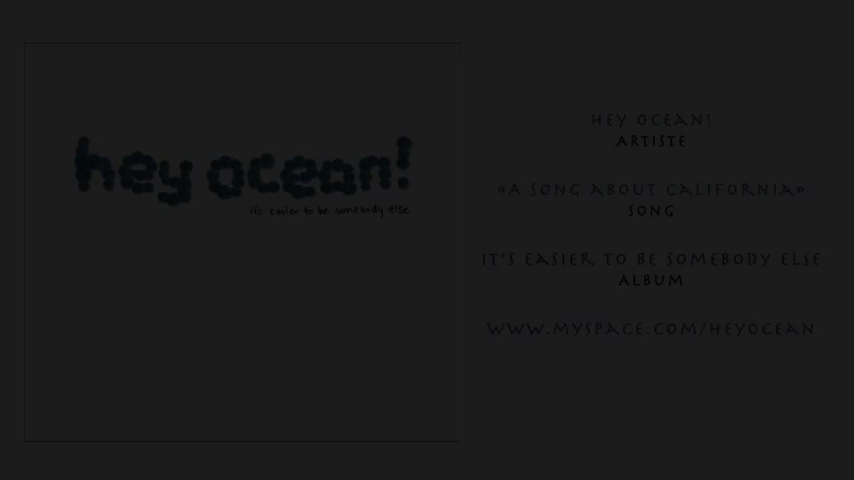 hey ocean!
it's easier to be somebody else
HEY OCEAN!
ARTISTE
«A SONG ABOUT CALIFORNIA»
SONG
IT'S EASIER TO BE SOMEBODY ELSE
ALBUM
WWW.MYSPACE.COM/HEYOCEAN